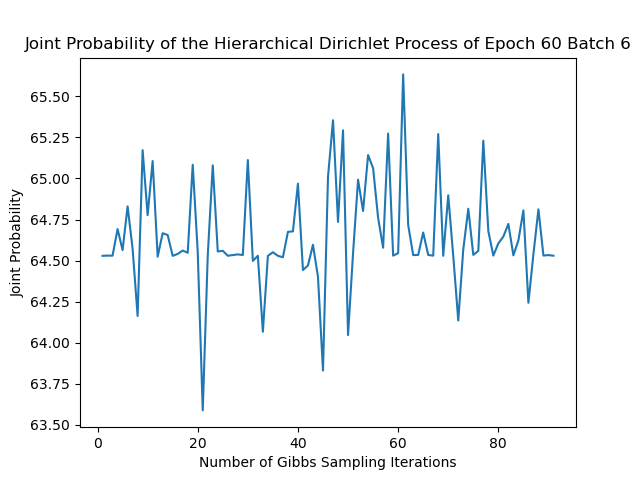 Joint Probability of the Hierarchical Dirichlet Process of Epoch 60 Batch 6
65.50
65.25
65.00
64.75
64.50
64.25
64.00
63.75
63.50
Joint Probability
0 20 40 60 80
Number of Gibbs Sampling Iterations